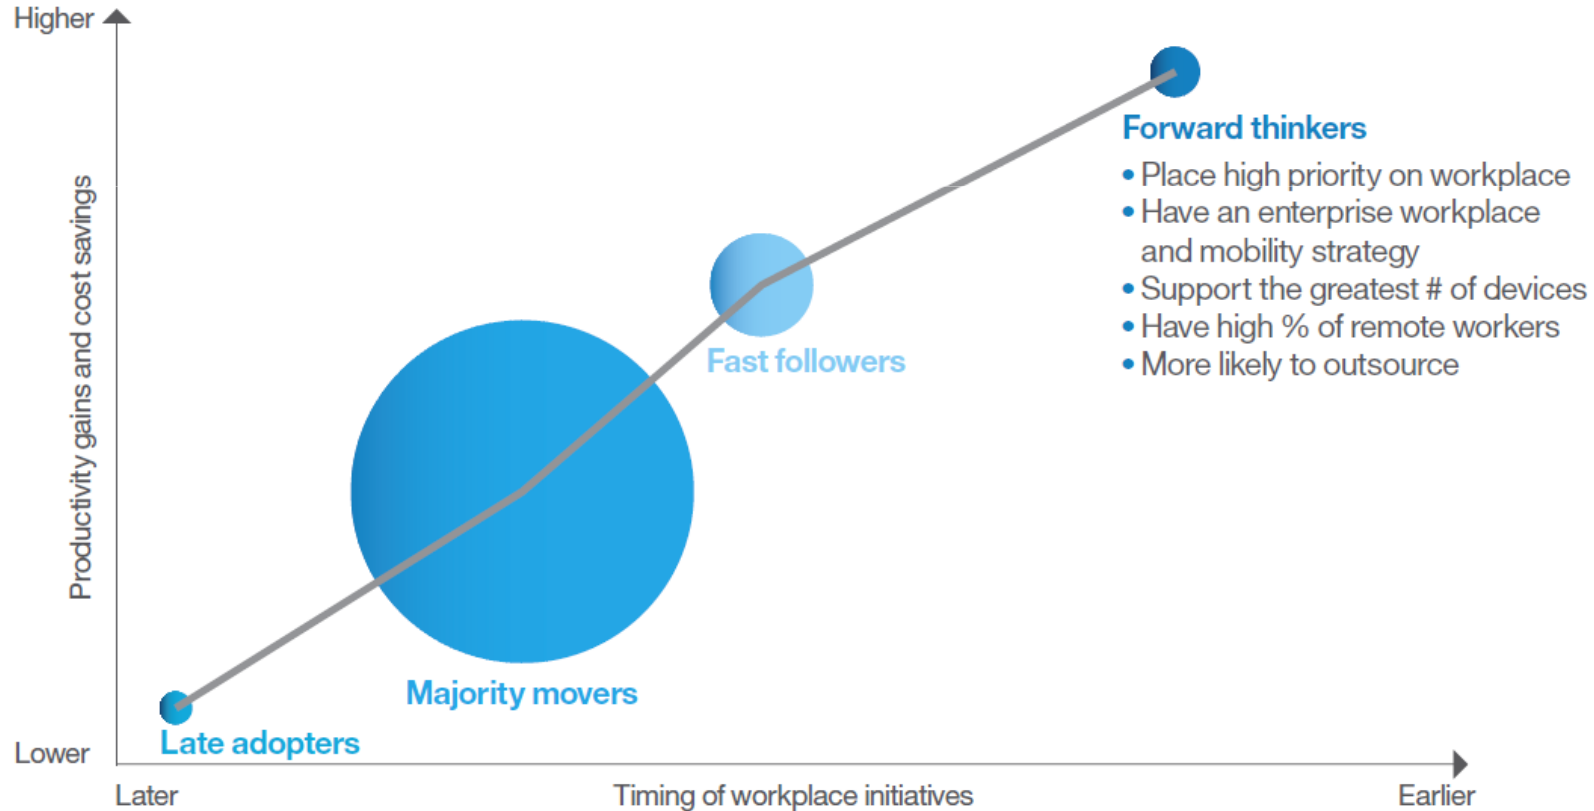 Higher
Productivity gains and cost savings
Forward thinkers
• Place high priority on workplace
• Have an enterprise workplace
and mobility strategy
• Support the greatest # of devices
• Have high % of remote workers
• More likely to outsource
Fast followers
Majority movers
Late adopters
Lower
Later
Timing of workplace initiatives
Earlier